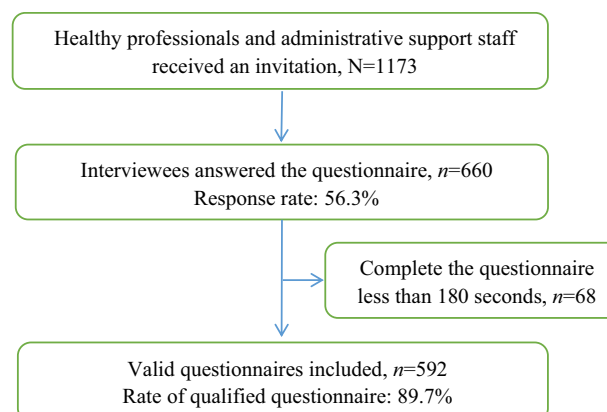 Healthy professionals and administrative support staff
received an invitation, N=1173
Interviewees answered the questionnaire, n=660
Response rate: 56.3%
Complete the questionnaire
less than 180 seconds, n=68
Valid questionnaires included, n=592
Rate of qualified questionnaire: 89.7%